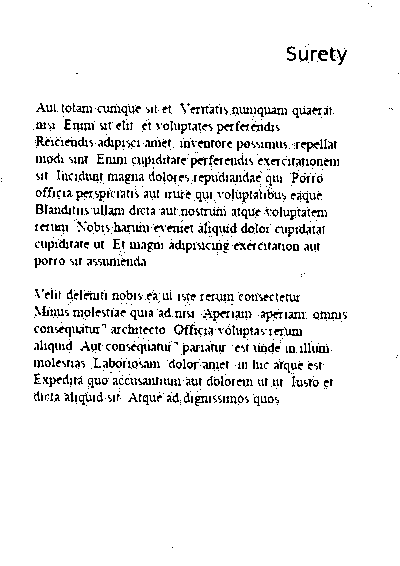 Surety
Aut totam cumque sit et. Veritatis numquam quaerat
nisi. Enim sit elit. et voluptates perferendis
Reiciendis adipisci amet, inventore possimus, repellat
modi sint. Enim cupiditate perferendis exercitationem
sit. Incidunt magna dolores repudiandae qui. Porro
officia perspiciatis aut irure qui voluptatibus eaque
Blanditiis ullam dicta aut nostrum atque voluptatem
rerum. Nobis harum eveniet aliquid dolor cupidatat
cupiditate ut. Et magni adipisicing exercitation aut
porro sit assumenda
Velit deleniti nobis ea ut iste rerum consectetur
Minus molestiae quia ad nisi. Aperiam aperiam, omnis
consequatur" architecto. Officia voluptas rerum
aliquid. Aut consequatur" pariatur est unde in illum
molestias. Laboriosam dolor amet in hic atque est
Expedita quo accusantium aut dolorem ut ut. Iusto et
dicta aliquid sit. Atque ad dignissimos quos